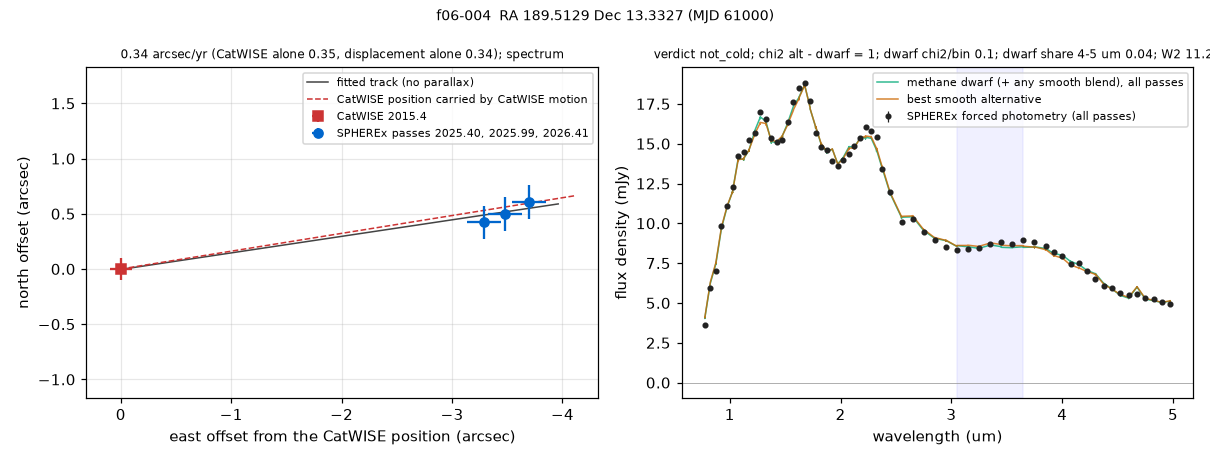 f06-004  RA 189.5129 Dec 13.3327 (MJD 61000)
0.34 arcsec/yr (CatWISE alone 0.35, displacement alone 0.34); spectrum
fitted track (no parallax)
CatWISE position carried by CatWISE motion
CatWISE 2015.4
SPHEREx passes 2025.40, 2025.99, 2026.41
1.5
1.0
0.5
0.0
−0.5
−1.0
north offset (arcsec)
0
−1
−2
−3
−4
east offset from the CatWISE position (arcsec)
verdict not_cold; chi2 alt - dwarf = 1; dwarf chi2/bin 0.1; dwarf share 4-5 um 0.04; W2 11.2
methane dwarf (+ any smooth blend), all passes
best smooth alternative
SPHEREx forced photometry (all passes)
17.5
15.0
12.5
10.0
7.5
5.0
2.5
0.0
flux density (mJy)
1
2
3
4
5
wavelength (um)